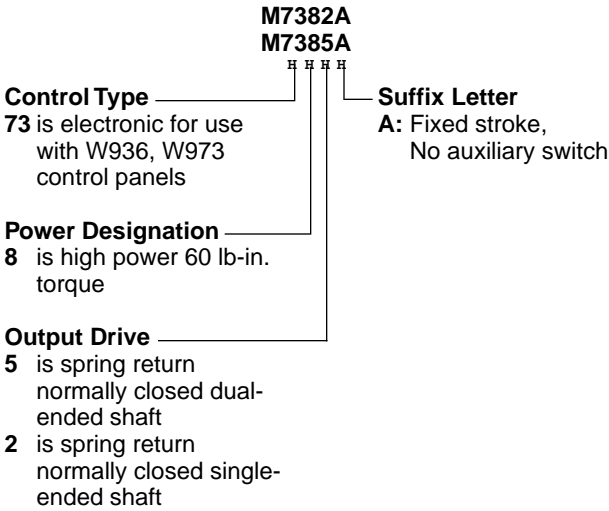 M7382A
M7385A
H H H H
Control Type
73 is electronic for use
with W936, W973
control panels
Suffix Letter
A: Fixed stroke,
No auxiliary switch
Power Designation
8 is high power 60 lb-in.
torque
Output Drive
5 is spring return
normally closed dual-
ended shaft
2 is spring return
normally closed single-
ended shaft